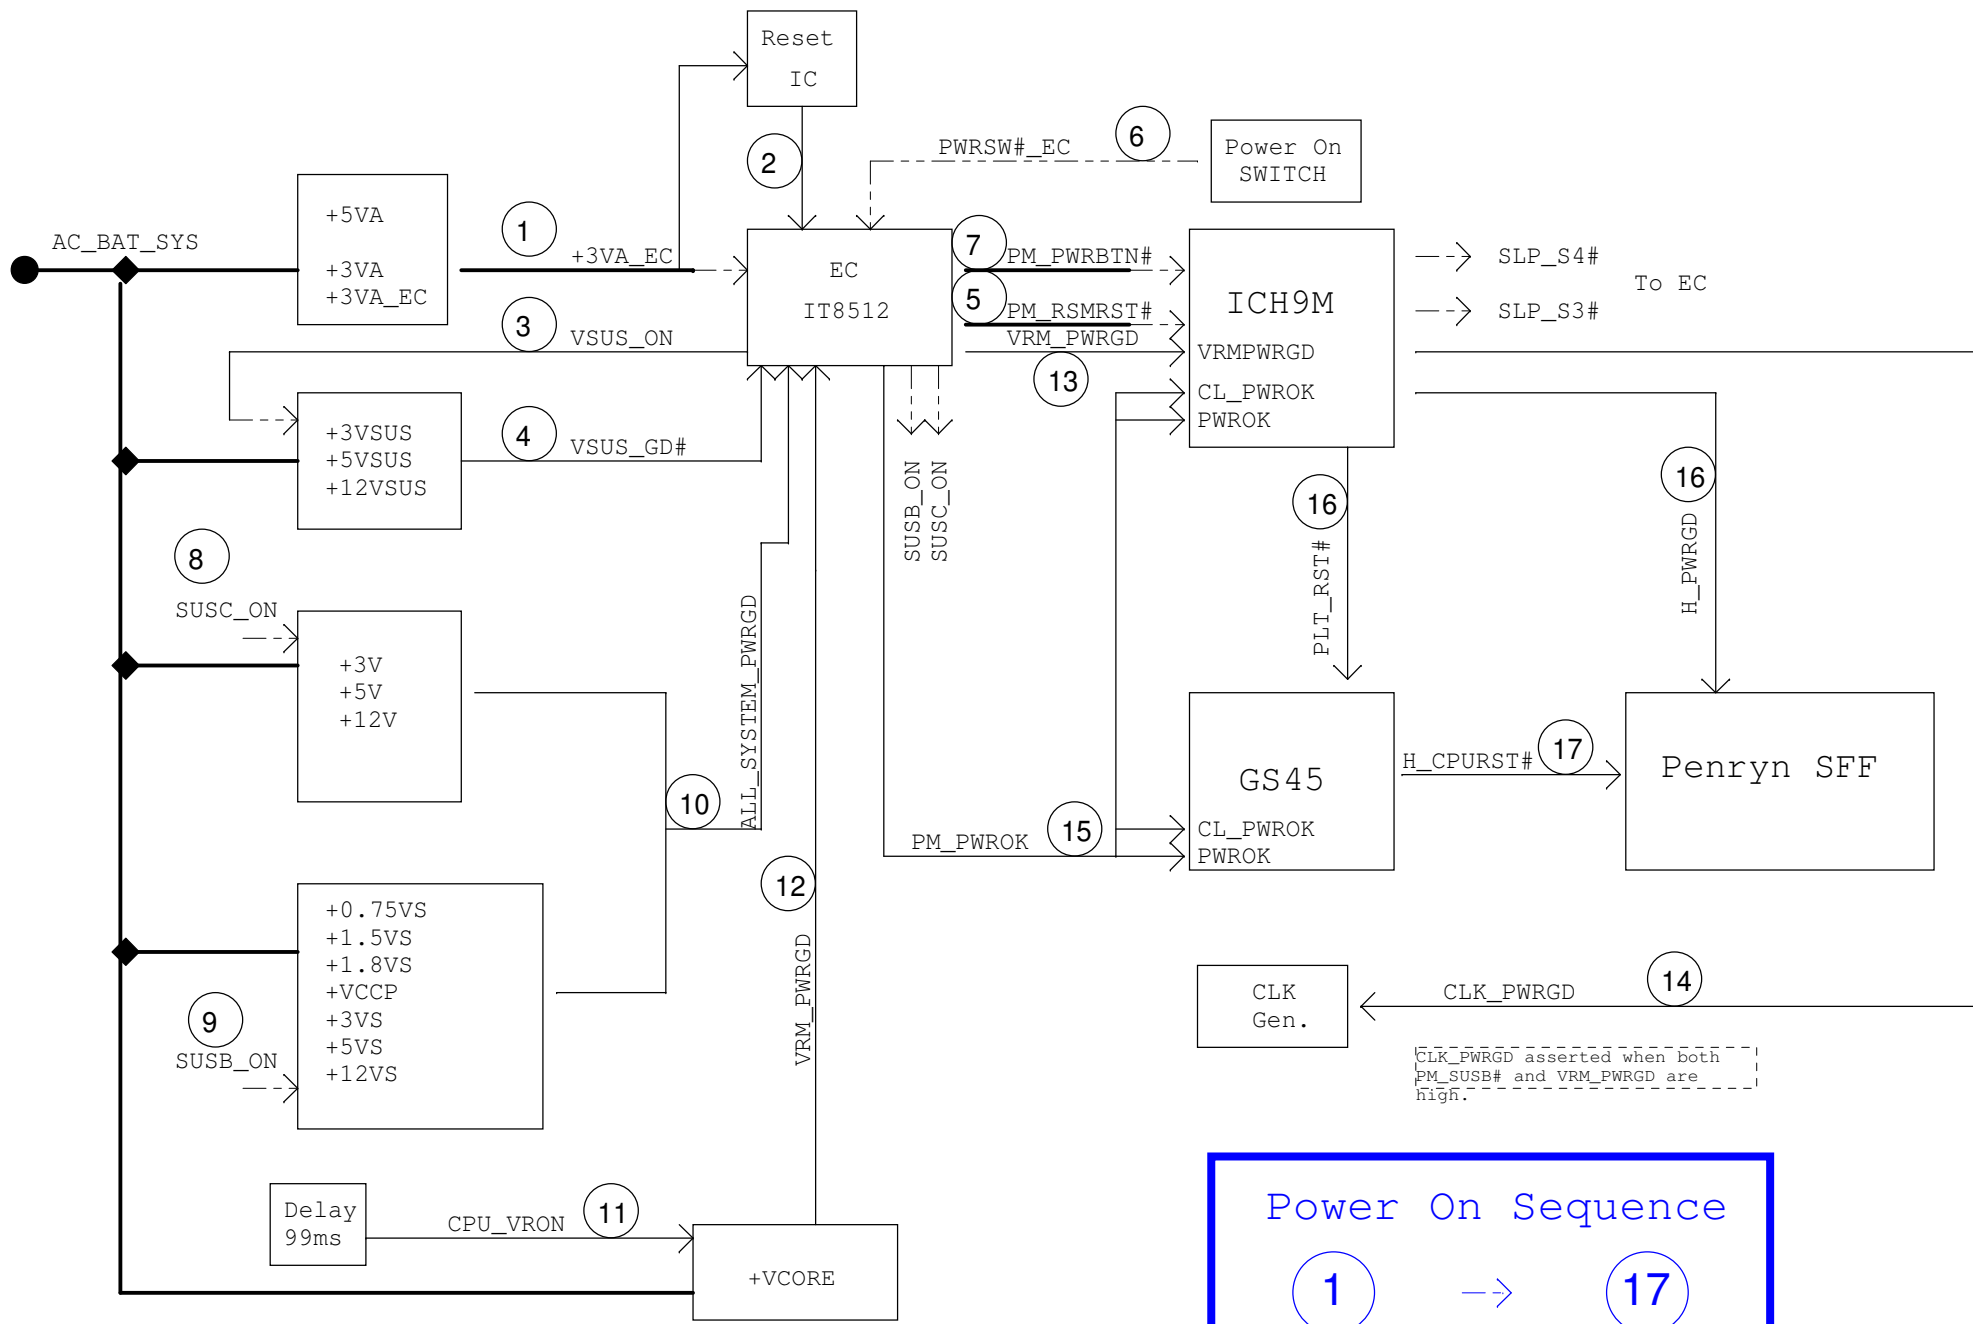 Reset
IC
2
PWRSW#_EC
6
Power On
SWITCH
AC_BAT_SYS
+5VA
+3VA
+3VA_EC
1
+3VA_EC
EC
IT8512
7
PM_PWRBTN#
5
PM_RSMRST#
VRM_PWRGD
13
ICH9M
VRMPWRGD
CL_PWROK
PWROK
SLP_S4#
SLP_S3#
To EC
3
VSUS_ON
+3VSUS
+5VSUS
+12VSUS
4
VSUS_GD#
SUSB_ON
SUSC_ON
16
PLT_RST#
16
H_PWRGD
8
SUSC_ON
+3V
+5V
+12V
ALL_SYSTEM_PWRGD
10
GS45
CL_PWROK
PWROK
H_CPURST#
17
Penryn SFF
PM_PWROK
15
12
VRM_PWRGD
+0.75VS
+1.5VS
+1.8VS
+VCCP
+3VS
+5VS
+12VS
9
SUSB_ON
CLK
Gen.
CLK_PWRGD
14
CLK_PWRGD asserted when both
PM_SUSB# and VRM_PWRGD are
high.
Delay
99ms
CPU_VRON
11
+VCORE
Power On Sequence
1
17